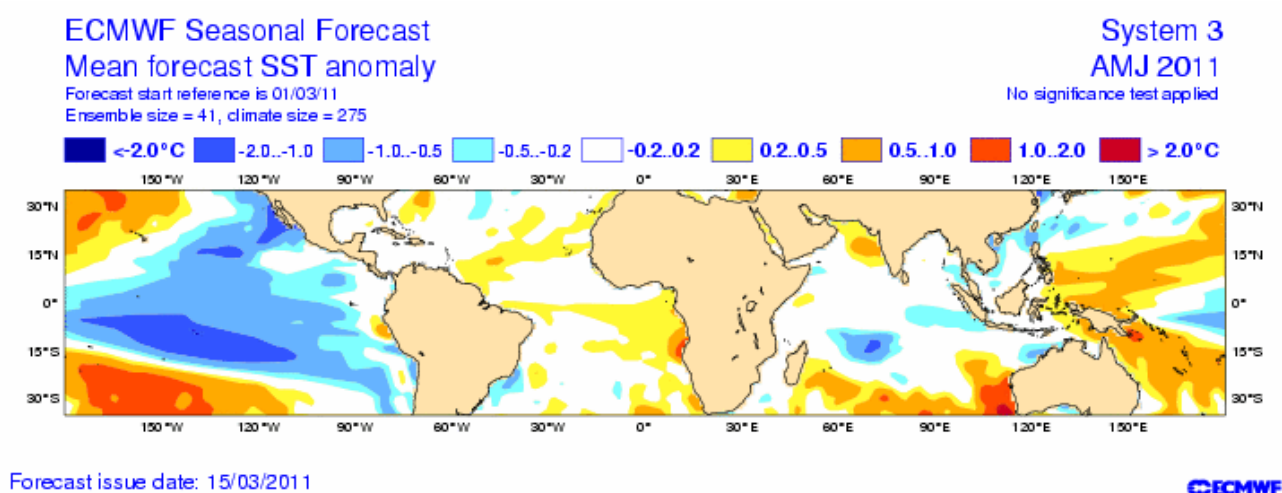 ECMWF Seasonal Forecast
System 3
Mean forecast SST anomaly
AMJ 2011
Forecast start reference is 01/03/11
No significance test applied
Ensemble size = 41, climate size = 275
<-2.0°C -2.0..-1.0 -1.0..-0.5 -0.5..-0.2 -0.2..0.2 0.2..0.5 0.5..1.0 1.0..2.0 > 2.0°C
150°W 120°W 90°W 60°W 30°W 0° 30°E 60°E 90°E 120°E 150°E
30°N 30°N
15°N 15°N
0° 0°
15°S 15°S
30°S 30°S
150°W 120°W 90°W 60°W 30°W 0° 30°E 60°E 90°E 120°E 150°E
Forecast issue date: 15/03/2011
ECMWF